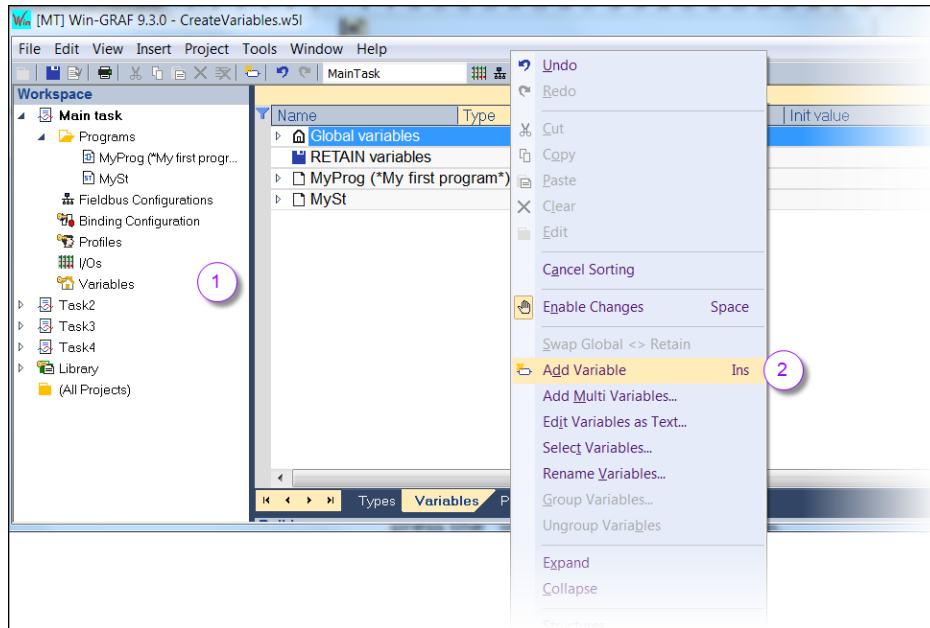 [MT] Win-GRAF 9.3.0 - CreateVariables.w5l
File Edit View Insert Project Tools Window Help
MainTask
Workspace
Main task
Programs
MyProg (*My first progr...
MySt
Fieldbus Configurations
Binding Configuration
Profiles
I/Os
Variables
1
Task2
Task3
Task4
Library
(All Projects)
Name Type Init value
Global variables
RETAIN variables
MyProg (*My first program*)
MySt
Types Variables P
Undo
Redo
Cut
Copy
Paste
Clear
Edit
Cancel Sorting
Enable Changes Space
Swap Global <> Retain
Add Variable Ins
2
Add Multi Variables...
Edit Variables as Text...
Select Variables...
Rename Variables...
Group Variables...
Ungroup Variables
Expand
Collapse
Structures